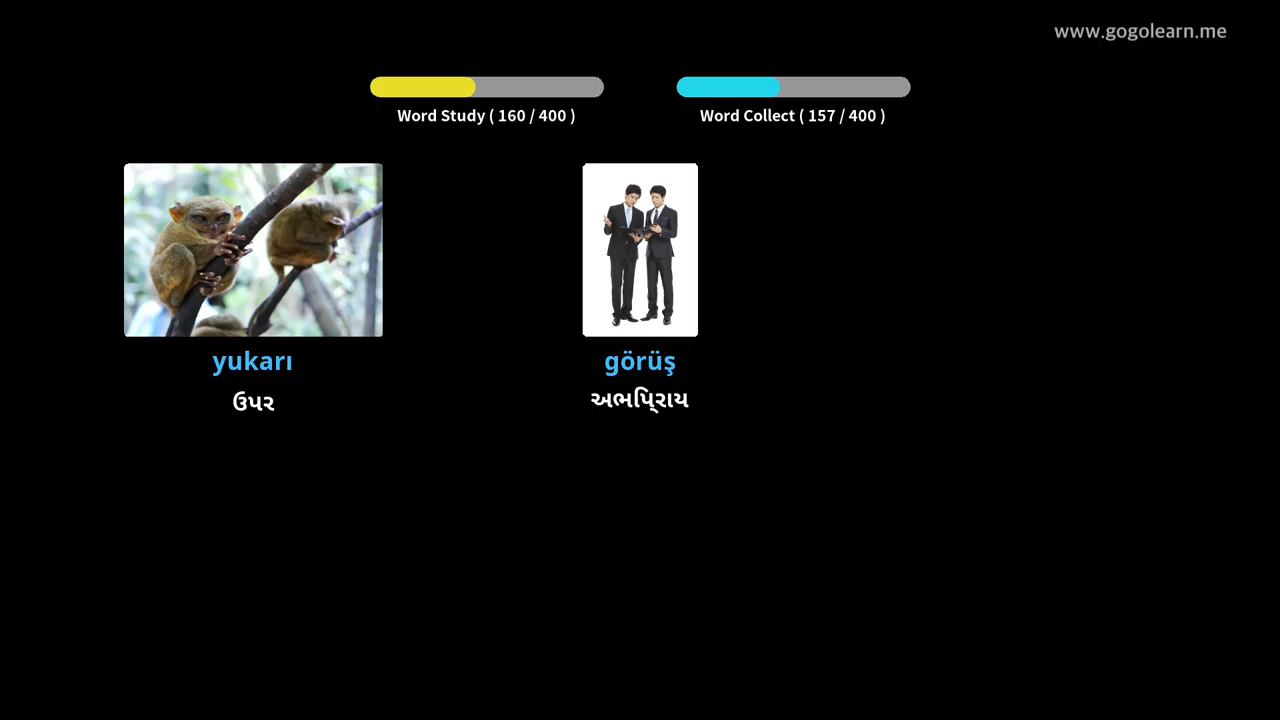 www.gogolearn.me
Word Study ( 160 / 400 )
Word Collect ( 157 / 400 )
yukarı
ઉપર
görüş
અભિપ્રાય